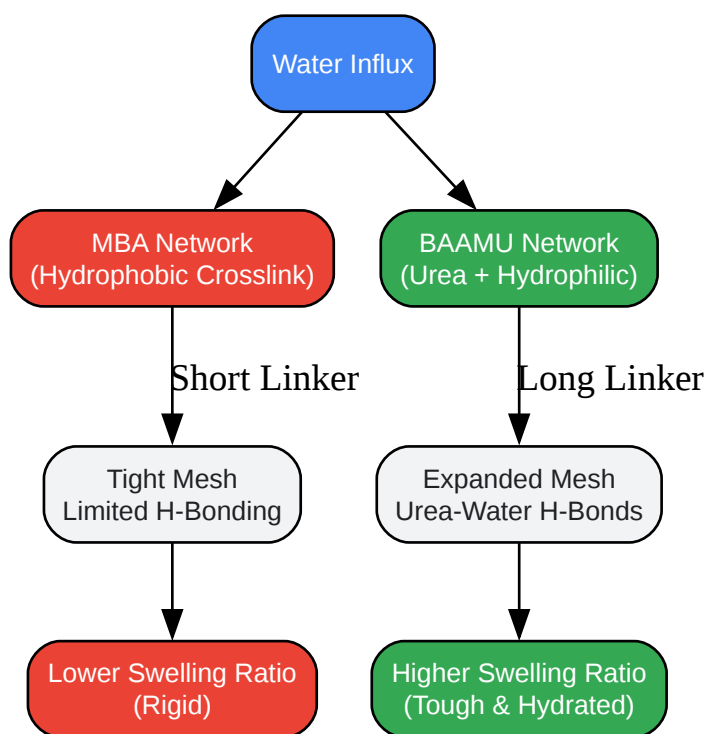 Water Influx
MBA Network
(Hydrophobic Crosslink)
BAAMU Network
(Urea + Hydrophilic)
Short Linker
Long Linker
Tight Mesh
Limited H-Bonding
Expanded Mesh
Urea-Water H-Bonds
Lower Swelling Ratio
(Rigid)
Higher Swelling Ratio
(Tough & Hydrated)